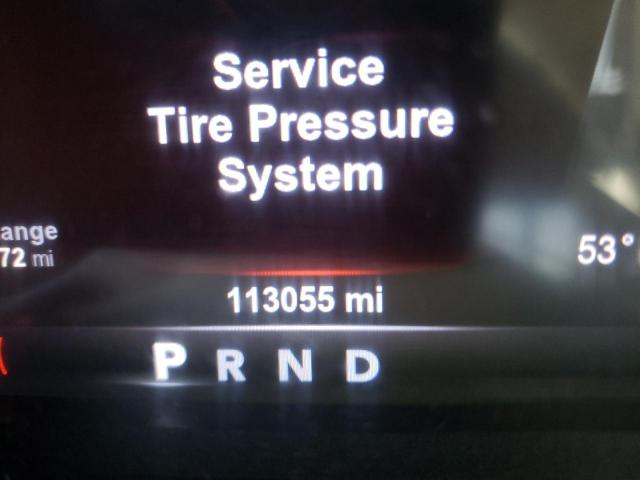 Service
Tire Pressure
System
ange
72 mi
53°
113055 mi
P R N D